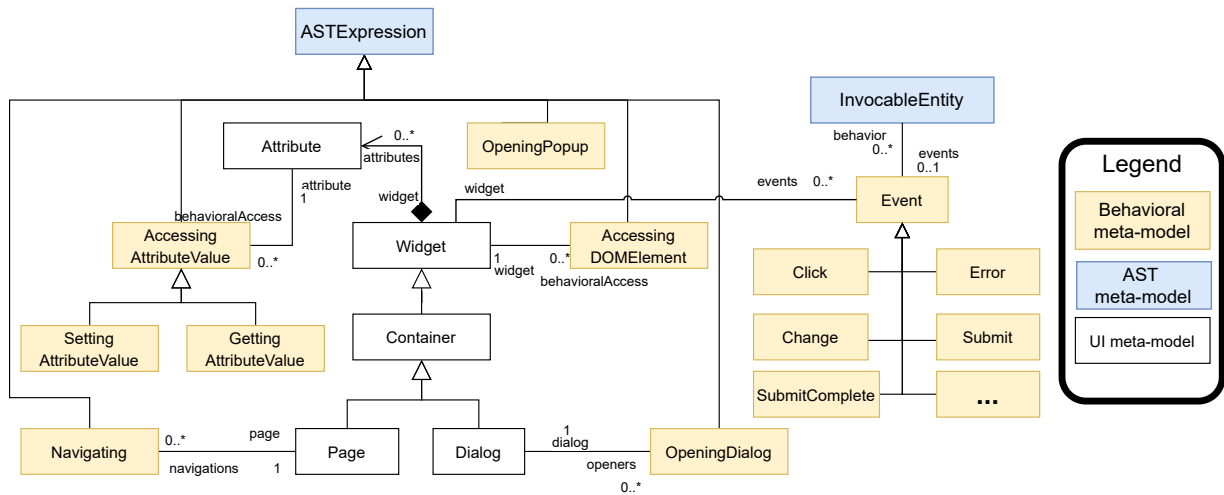 ASTExpression
InvocableEntity
behavior
0..*
events
0..1
Attribute
0..*
attributes
OpeningPopup
attribute
1
widget
widget
events
0..*
Event
behavioralAccess
Accessing
AttributeValue
0..*
Widget
1
widget
0..*
behavioralAccess
Accessing
DOMElement
Click
Error
Setting
AttributeValue
Getting
AttributeValue
Container
Change
Submit
SubmitComplete
...
Navigating
0..*
navigations
page
1
Page
Dialog
1
dialog
openers
0..*
OpeningDialog
Legend
Behavioral
meta-model
AST
meta-model
UI meta-model